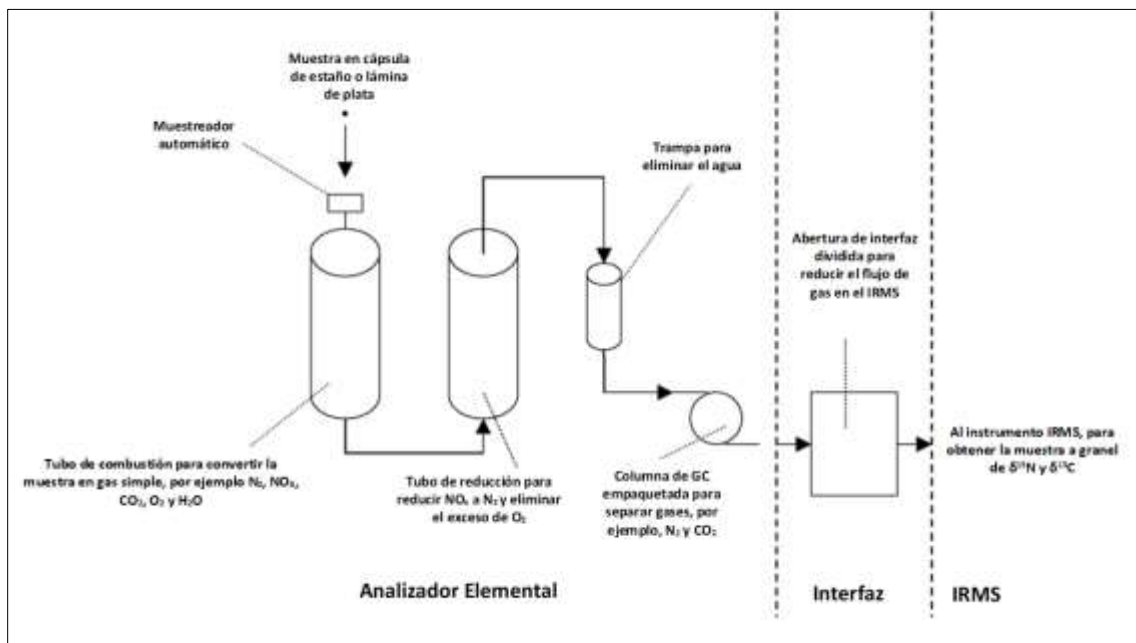 Muestra en cápsula
de estaño o lámina
de plata
Muestreador
automático
Trampa para
eliminar el agua
Abertura de interfaz
dividida para
reducir el flujo de
gas en el IRMS
Tubo de combustión para convertir la
muestra en gas simple, por ejemplo N₂, NOₓ,
CO₂, O₂ y H₂O
Tubo de reducción para
reducir NOₓ a N₂ y eliminar
el exceso de O₂
Columna de GC
empaquetada para
separar gases, por
ejemplo, N₂ y CO₂
Al instrumento IRMS, para
obtener la muestra a granel
de δ¹⁵N y δ¹³C
Analizador Elemental
Interfaz
IRMS